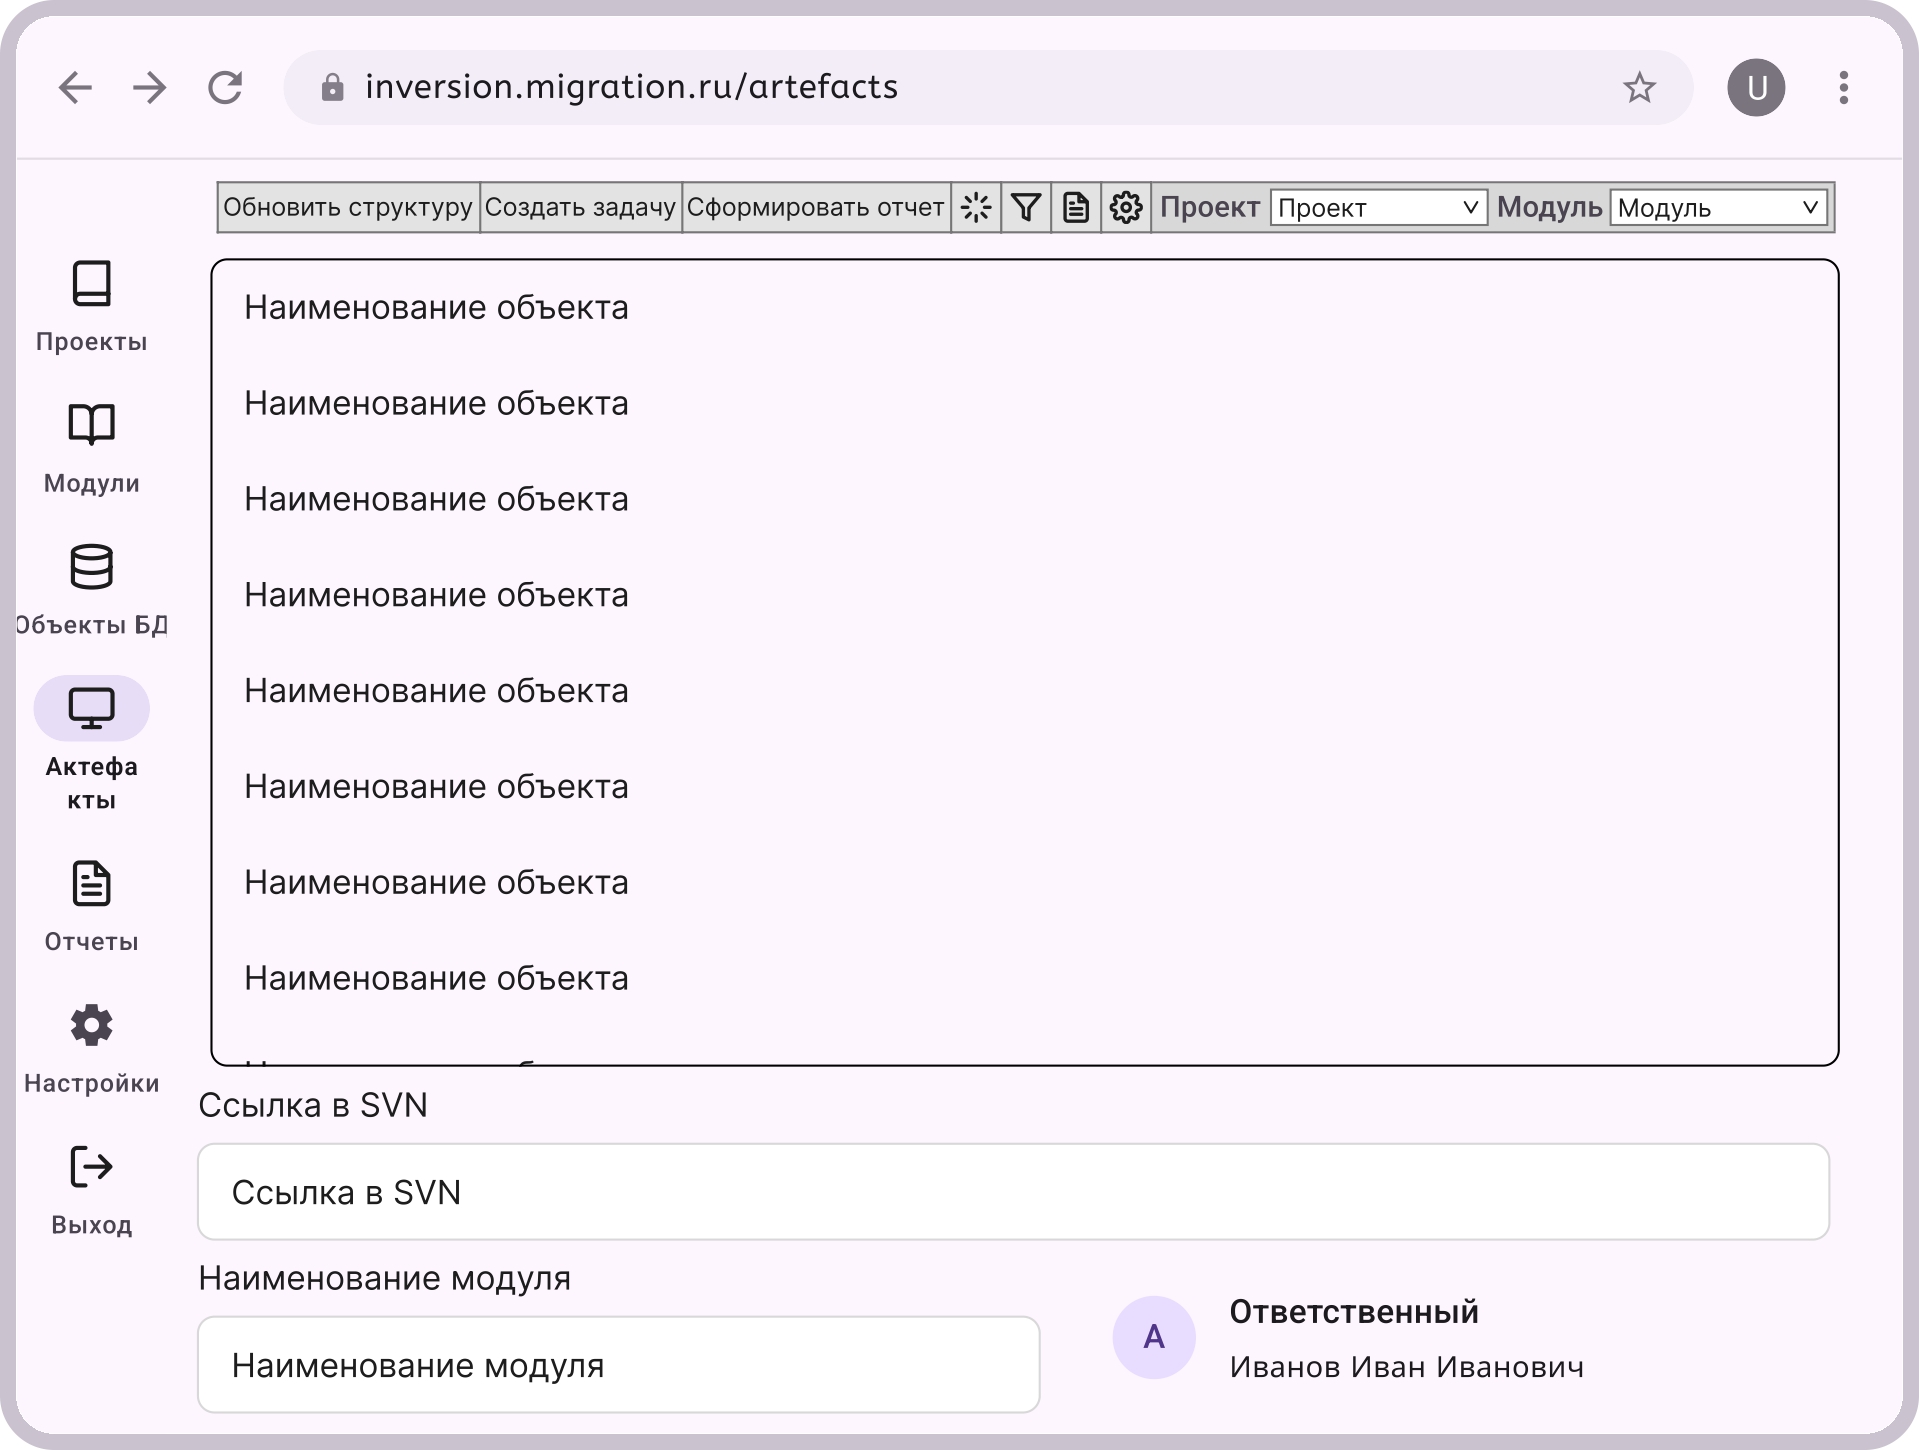 inversion.migration.ru/artefacts
U
Обновить структуру Создать задачу Сформировать отчет Проект Проект Модуль Модуль
Проекты
Модули
Объекты БД
Актефа
кты
Отчеты
Настройки
Выход
Наименование объекта
Наименование объекта
Наименование объекта
Наименование объекта
Наименование объекта
Наименование объекта
Наименование объекта
Наименование объекта
Ссылка в SVN
Ссылка в SVN
Наименование модуля
Наименование модуля
A
Ответственный
Иванов Иван Иванович